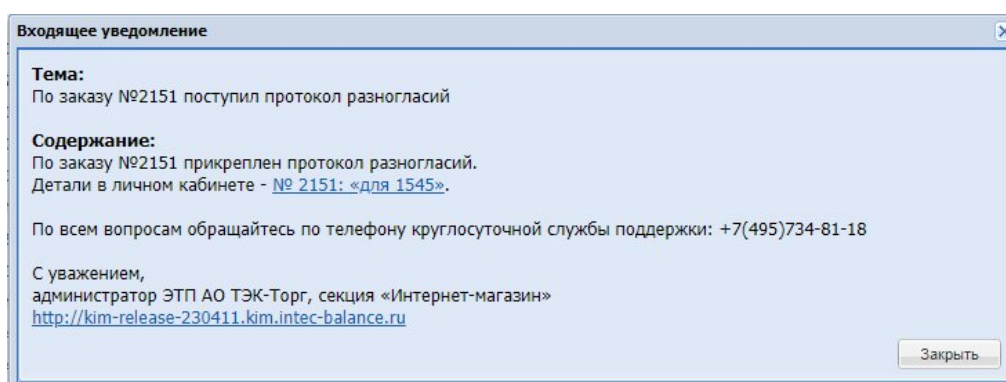 Входящее уведомление
Тема:
По заказу №2151 поступил протокол разногласий
Содержание:
По заказу №2151 прикреплен протокол разногласий.
Детали в личном кабинете - № 2151: «для 1545».
По всем вопросам обращайтесь по телефону круглосуточной службы поддержки: +7(495)734-81-18
С уважением,
администратор ЭТП АО ТЭК-Торг, секция «Интернет-магазин»
http://kim-release-230411.kim.intec-balance.ru
Закрыть